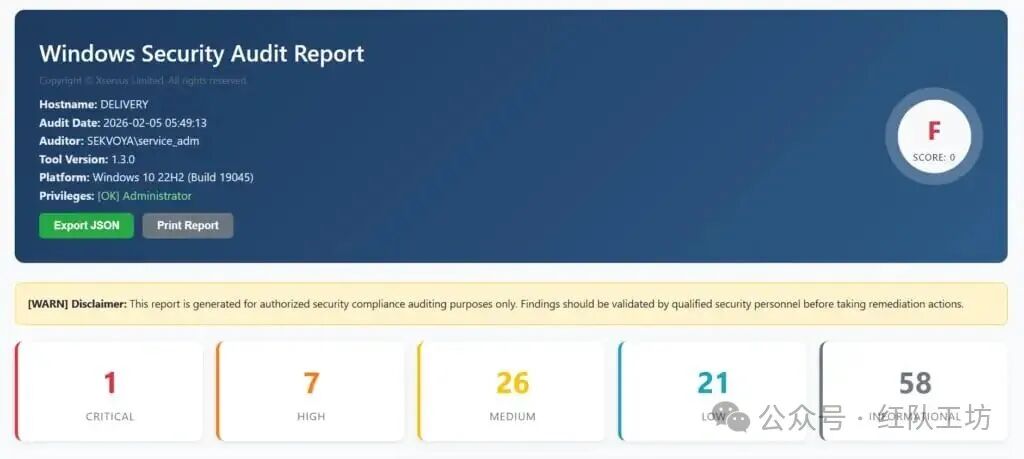 Windows Security Audit Report
Copyright © Xservus Limited. All rights reserved.
Hostname: DELIVERY
Audit Date: 2026-02-05 05:49:13
Auditor: SEKVOYA\service_adm
Tool Version: 1.3.0
Platform: Windows 10 22H2 (Build 19045)
Privileges: [OK] Administrator
Export JSON Print Report
F
SCORE: 0
[WARN] Disclaimer: This report is generated for authorized security compliance auditing purposes only. Findings should be validated by qualified security personnel before taking remediation actions.
1 7 26 21 58
CRITICAL HIGH MEDIUM LOW INFORMATIONAL
公众号 · 红队工坊